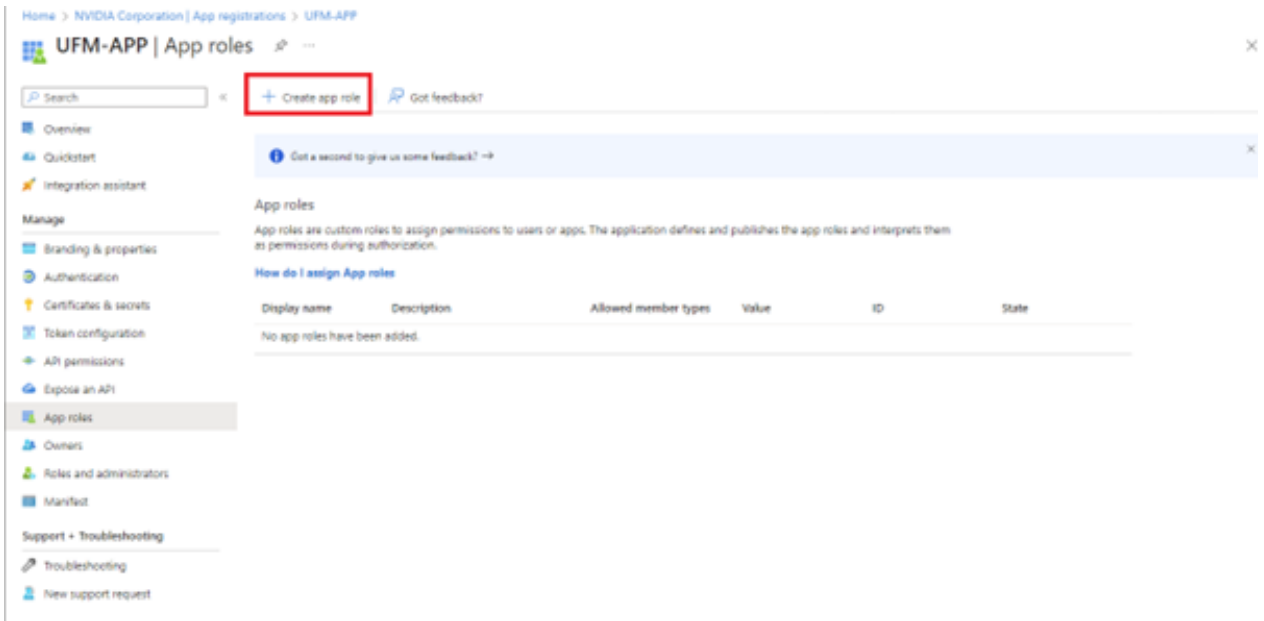 Home > NVIDIA Corporation | App registrations > UFM-APP
UFM-APP | App roles
Search
Create app role
Got feedback?
Overview
Quickstart
Integration assistant
Manage
Branding & properties
Authentication
Certificates & secrets
Token configuration
API permissions
Expose an API
App roles
Owners
Roles and administrators
Manifest
Support + Troubleshooting
Troubleshooting
New support request
Got a second to give us some feedback? →
App roles
App roles are custom roles to assign permissions to users or apps. The application defines and publishes the app roles and interprets them
as permissions during authorization.
How do I assign App roles
Display name Description Allowed member types Value ID State
No app roles have been added.